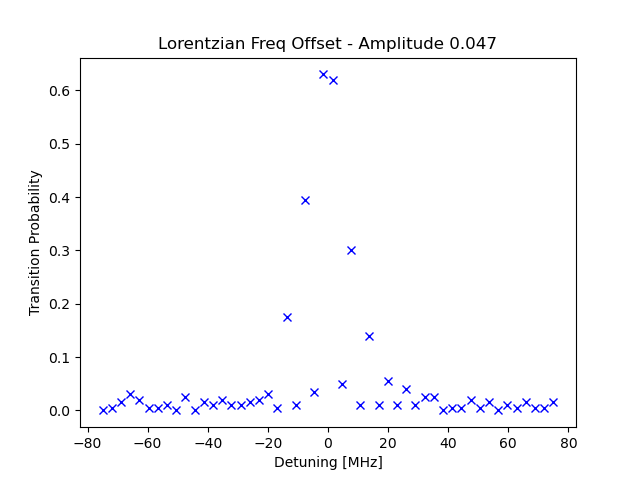 Lorentzian Freq Offset - Amplitude 0.047
Transition Probability
0.6
0.5
0.4
0.3
0.2
0.1
0.0
−80 −60 −40 −20 0 20 40 60 80
Detuning [MHz]